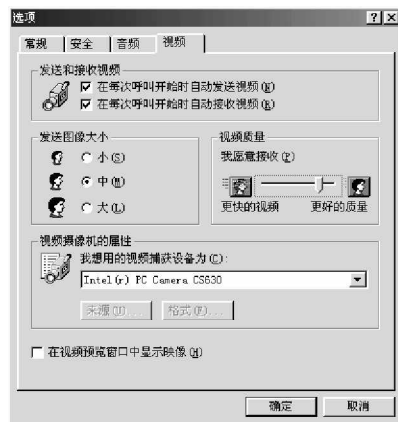 选项
常规 安全 音频 视频
发送和接收视频
在每次呼叫开始时自动发送视频(N)
在每次呼叫开始时自动接收视频(R)
发送图像大小
小(S)
中(M)
大(L)
视频质量
我愿意接收(P)
更快的视频 更好的质量
视频摄像机的属性
我想用的视频捕获设备为(C):
Intel(r) PC Camera CS630
来源(U)... 格式(F)...
在视频预览窗口中显示映像(H)
确定 取消